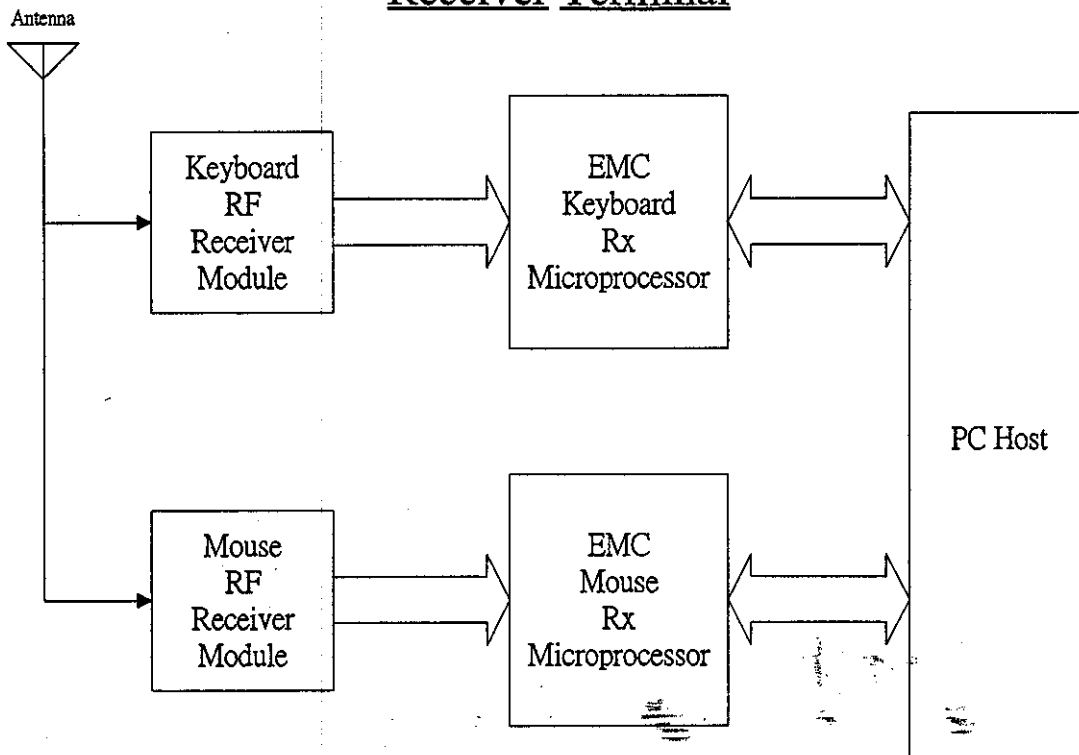 Receiver Terminal
Antenna
Keyboard
RF
Receiver
Module
EMC
Keyboard
Rx
Microprocessor
PC Host
Mouse
RF
Receiver
Module
EMC
Mouse
Rx
Microprocessor